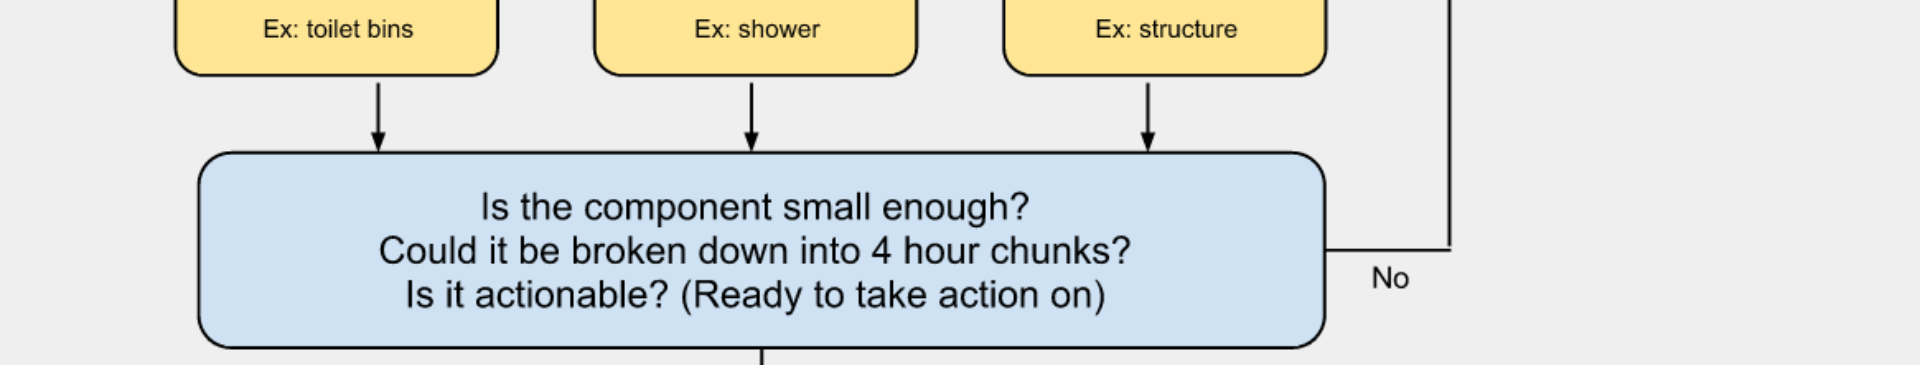 Ex: toilet bins
Ex: shower
Ex: structure
Is the component small enough?
Could it be broken down into 4 hour chunks?
Is it actionable? (Ready to take action on)
No